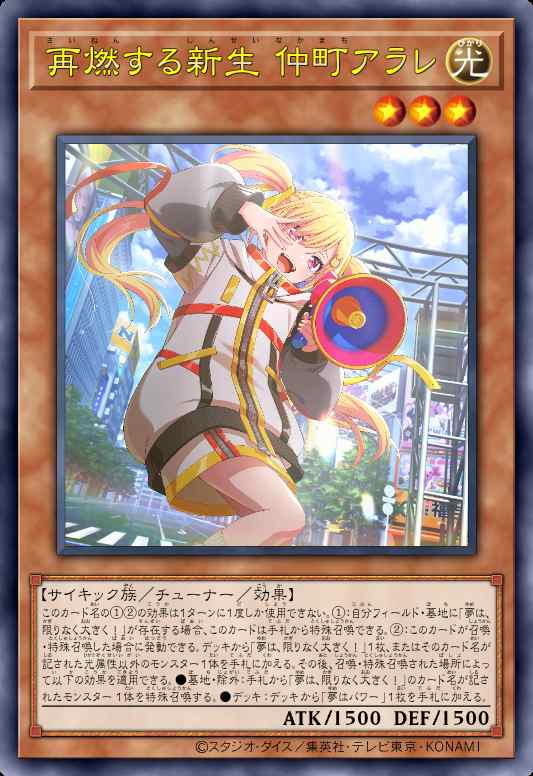 再燃する新生 仲町アラレ
光
【サイキック族／チューナー／効果】
このカード名の①②の効果は1ターンに1度しか使用できない。①:自分フィールド・墓地に「夢は、
限りなく大きく！」が存在する場合、このカードは手札から特殊召喚できる。②:このカードが召喚
・特殊召喚した場合に発動できる。デッキから「夢は、限りなく大きく！」1枚、またはそのカード名が
記された光属性以外のモンスター1体を手札に加える。その後、召喚・特殊召喚された場所によっ
て以下の効果を適用できる。●墓地・除外:手札から「夢は、限りなく大きく！」のカード名が記さ
れたモンスター1体を特殊召喚する。●デッキ:デッキから「夢はパワー」1枚を手札に加える。
ATK/1500 DEF/1500
©スタジオ・ダイス/集英社・テレビ東京・KONAMI